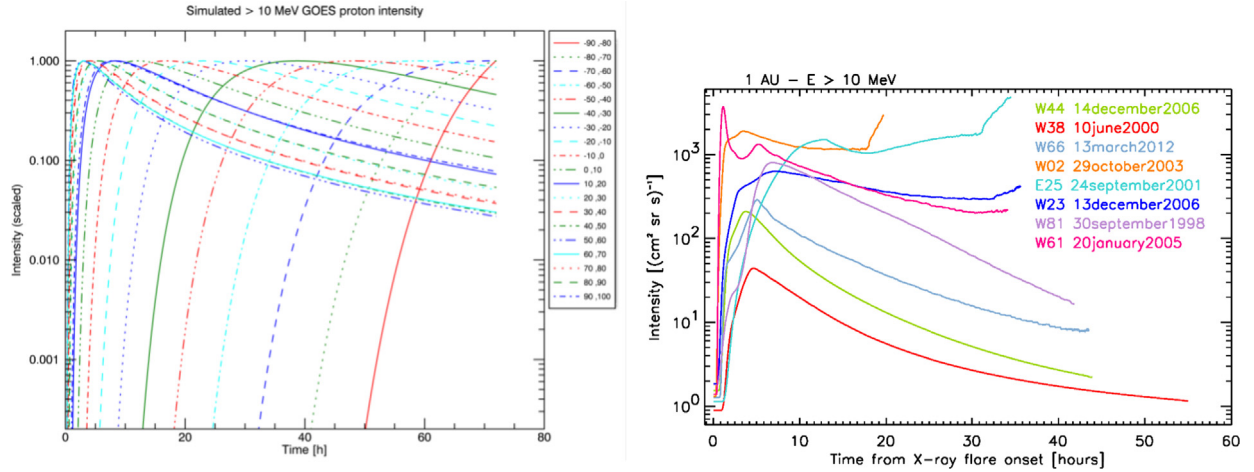 Simulated > 10 MeV GOES proton intensity
1.000
0.100
0.010
0.001
Intensity (scaled)
0
20
40
60
80
Time [h]
-90 ,-80
-80 ,-70
-70 ,-60
-60 ,-50
-50 ,-40
-40 ,-30
-30 ,-20
-20 ,-10
-10 ,0
0 ,10
10 ,20
20 ,30
30 ,40
40 ,50
50 ,60
60 ,70
70 ,80
80 ,90
90 ,100
1 AU – E > 10 MeV
10³
10²
10¹
10⁰
Intensity [(cm² sr s)⁻¹]
W44 14december2006
W38 10june2000
W66 13march2012
W02 29october2003
E25 24september2001
W23 13december2006
W81 30september1998
W61 20january2005
0
10
20
30
40
50
60
Time from X-ray flare onset [hours]